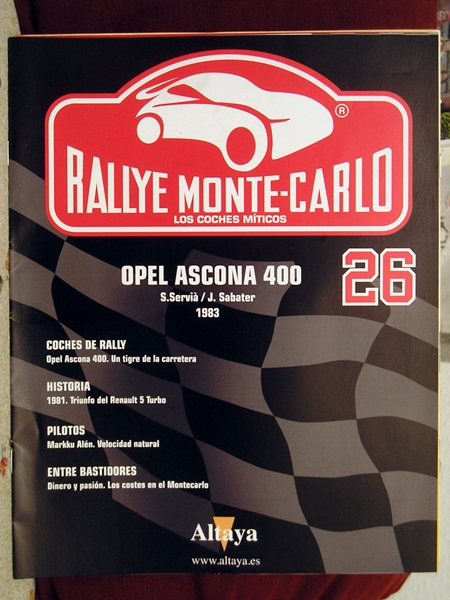 ®
RALLYE MONTE-CARLO
LOS COCHES MÍTICOS
OPEL ASCONA 400
26
S.Servià / J. Sabater
1983
COCHES DE RALLY
Opel Ascona 400. Un tigre de la carretera
HISTORIA
1981. Triunfo del Renault 5 Turbo
PILOTOS
Markku Alén. Velocidad natural
ENTRE BASTIDORES
Dinero y pasión. Los costes en el Montecarlo
Altaya
www.altaya.es